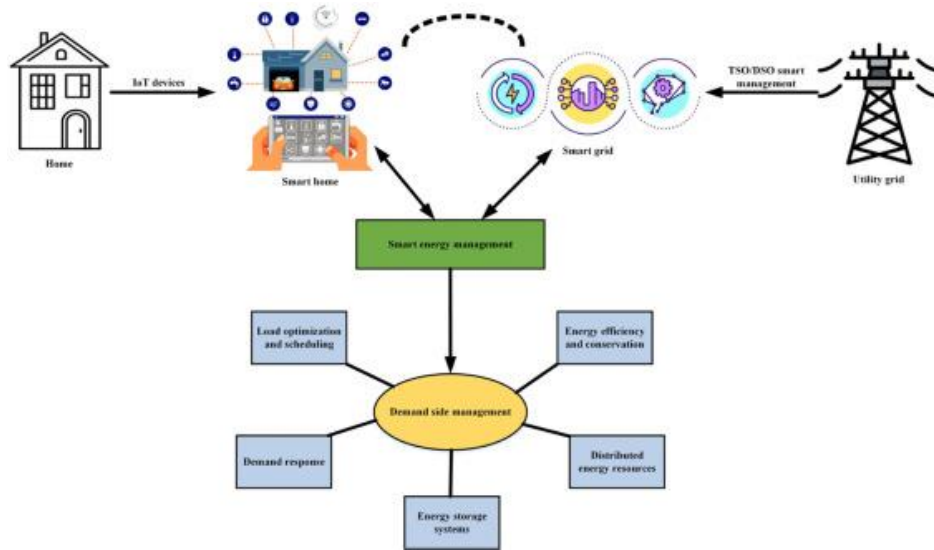 IoT devices
TSO/DSO smart
management
Home
Smart home
Smart grid
Utility grid
Smart energy management
Load optimization
and scheduling
Energy efficiency
and conservation
Demand side management
Demand response
Distributed
energy resources
Energy storage
systems